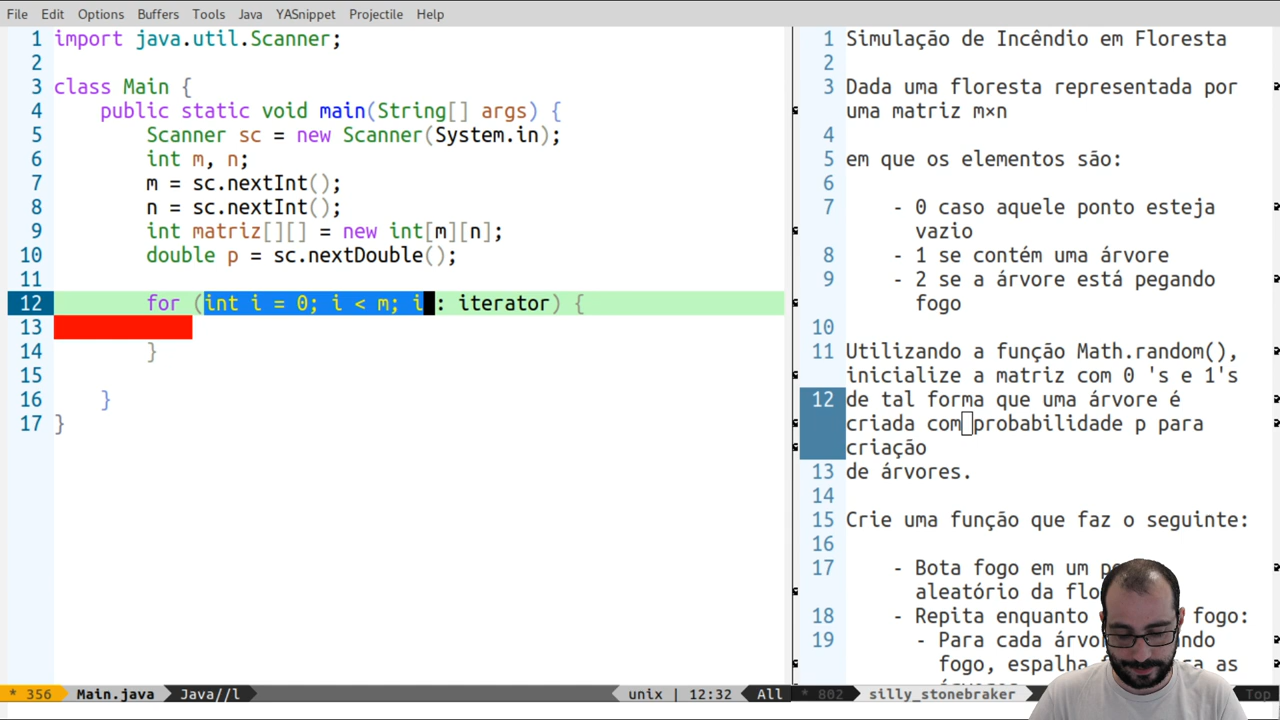 File Edit Options Buffers Tools Java YASnippet Projectile Help
1 import java.util.Scanner;
2
3 class Main {
4 public static void main(String[] args) {
5 Scanner sc = new Scanner(System.in);
6 int m, n;
7 m = sc.nextInt();
8 n = sc.nextInt();
9 int matriz[][] = new int[m][n];
10 double p = sc.nextDouble();
11
12 for (int i = 0; i < m; i : iterator) {
13
14 }
15
16 }
17 }
* 356 Main.java Java//l unix | 12:32 All
1 Simulação de Incêndio em Floresta
2
3 Dada uma floresta representada por
uma matriz m×n
4
5 em que os elementos são:
6
7 - 0 caso aquele ponto esteja
vazio
8 - 1 se contém uma árvore
9 - 2 se a árvore está pegando
fogo
10
11 Utilizando a função Math.random(),
inicialize a matriz com 0 's e 1's
12 de tal forma que uma árvore é
criada com probabilidade p para
criação
13 de árvores.
14
15 Crie uma função que faz o seguinte:
16
17 - Bota fogo em um
aleatório da
18 - Repita enquanto fogo:
19 - Para cada
fogo, espalha as
* 802 silly_stonebraker Top